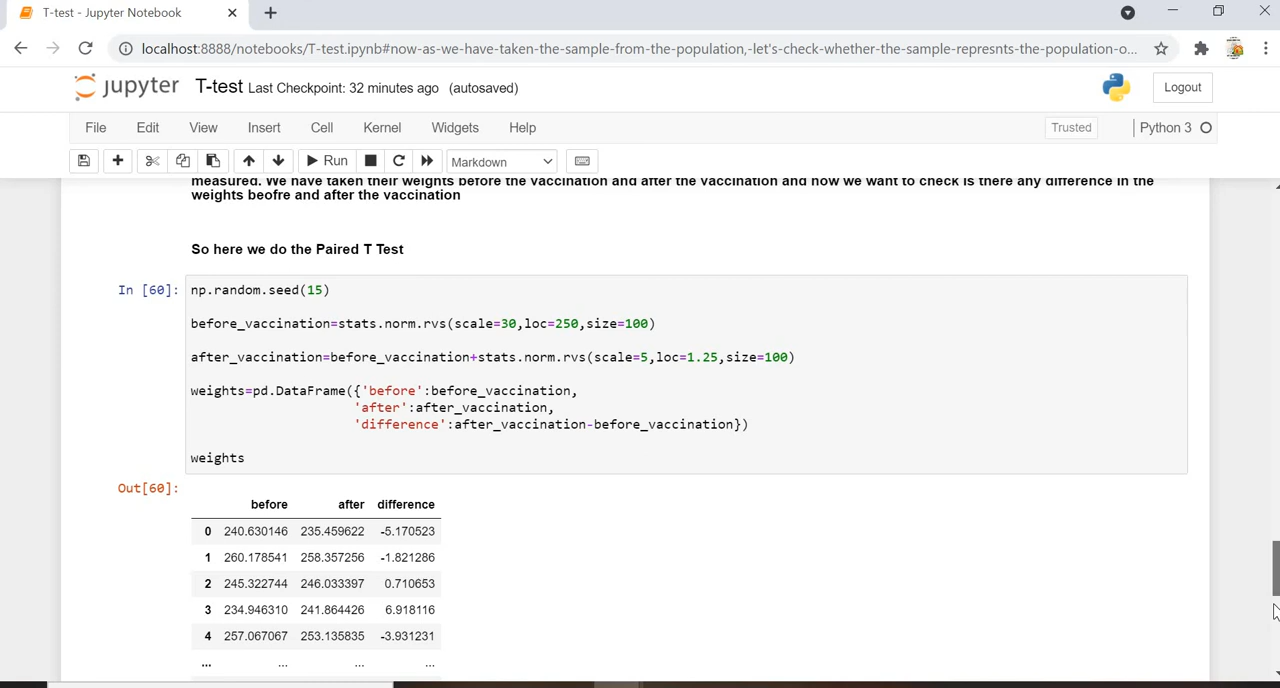 T-test - Jupyter Notebook
localhost:8888/notebooks/T-test.ipynb#now-as-we-have-taken-the-sample-from-the-population,-let's-check-whether-the-sample-represnts-the-population-o...
jupyter T-test Last Checkpoint: 32 minutes ago (autosaved)
Logout
File Edit View Insert Cell Kernel Widgets Help
Trusted
Python 3
Run
Markdown
measured. We have taken their weights before the vaccination and after the vaccination and now we want to check is there any difference in the
weights beofre and after the vaccination
So here we do the Paired T Test
In [60]:
np.random.seed(15)
before_vaccination=stats.norm.rvs(scale=30,loc=250,size=100)
after_vaccination=before_vaccination+stats.norm.rvs(scale=5,loc=1.25,size=100)
weights=pd.DataFrame({'before':before_vaccination,
'after':after_vaccination,
'difference':after_vaccination-before_vaccination})
weights
Out[60]:
before after difference
0 240.630146 235.459622 -5.170523
1 260.178541 258.357256 -1.821286
2 245.322744 246.033397 0.710653
3 234.946310 241.864426 6.918116
4 257.067067 253.135835 -3.931231
... ... ... ...